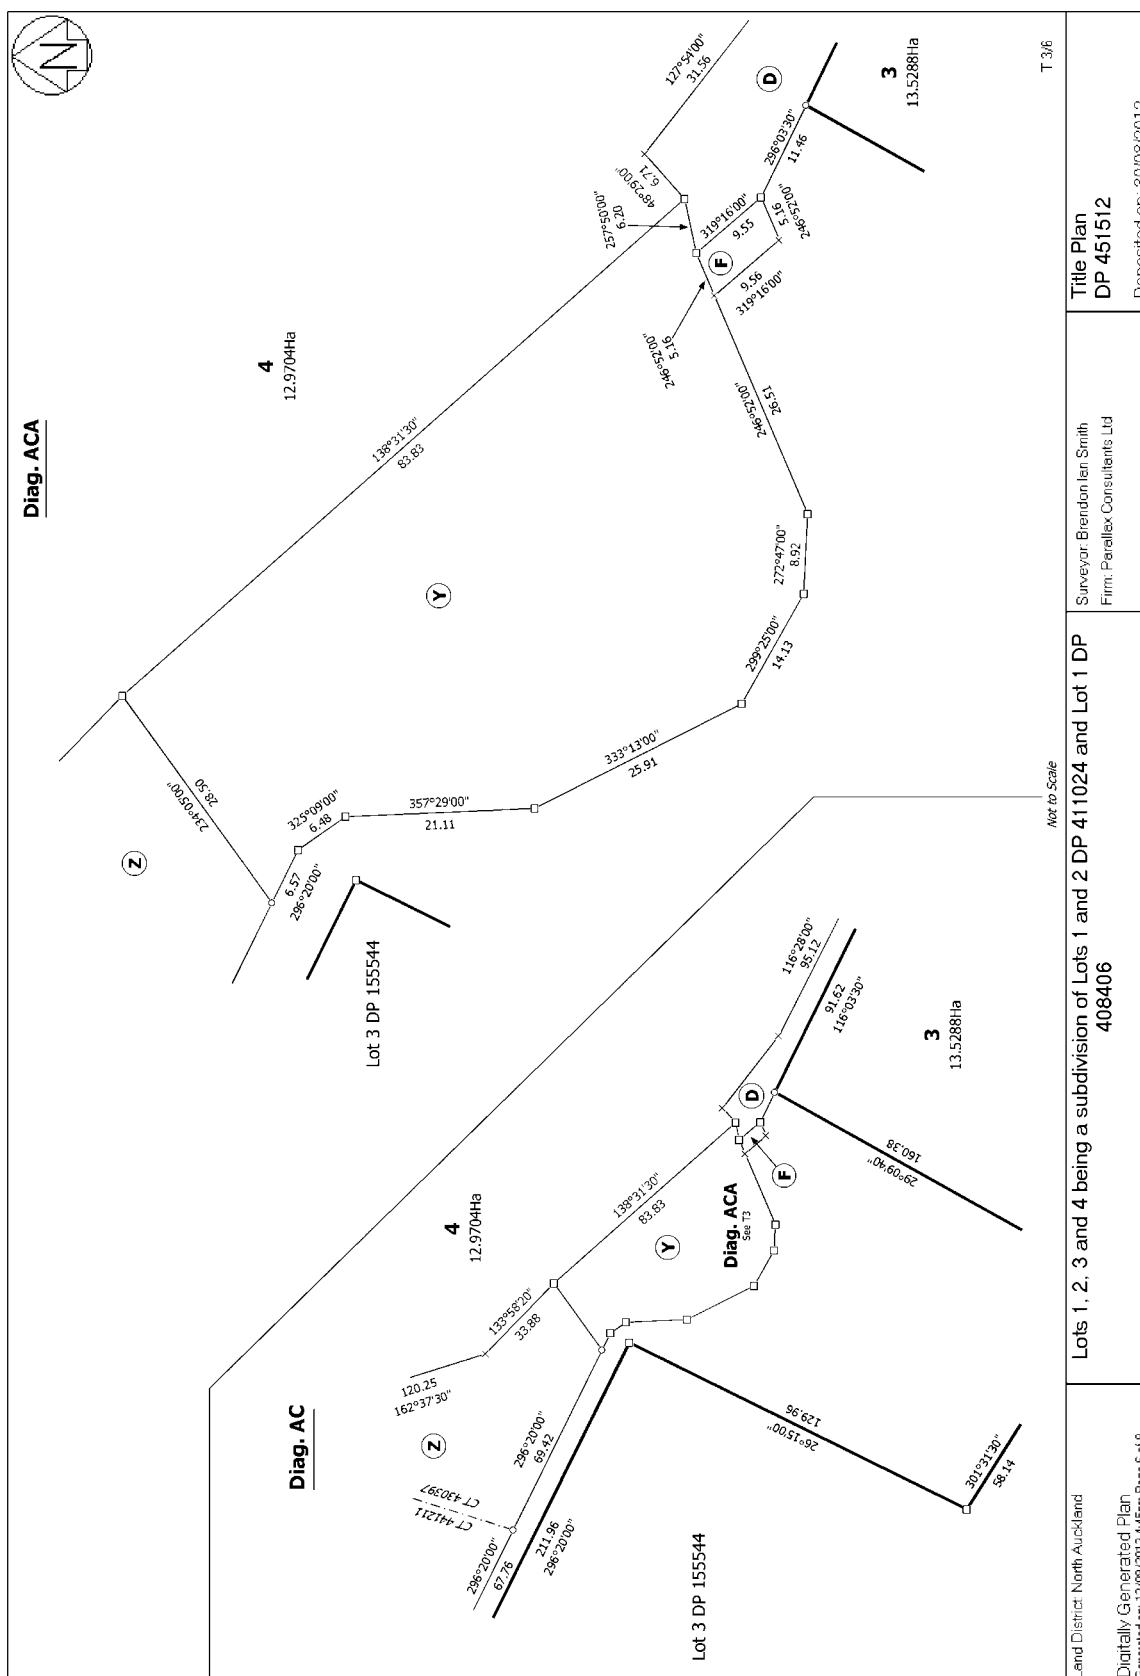 N
Diag. ACA
4
12.9704Ha
Z
Y
F
D
3
13.5288Ha
127°54'00"
31.56
48°29'00"
6.71
257°50'00"
6.20
319°16'00"
9.55
296°03'30"
11.46
246°52'00"
5.16
9.56
319°16'00"
246°52'00"
5.16
246°52'00"
26.51
272°47'00"
8.92
299°25'00"
14.13
333°13'00"
25.91
357°29'00"
21.11
325°09'00"
6.48
6.57
296°20'00"
234°05'00"
28.50
138°31'30"
83.83
Lot 3 DP 155544
Diag. AC
4
12.9704Ha
120.25
162°37'30"
133°58'20"
33.88
138°31'30"
83.83
Z
Y
Diag. ACA
See T3
F
D
116°28'00"
95.12
91.62
116°03'30"
3
13.5288Ha
160.38
29°09'40"
296°20'00"
69.42
CT 441211
CT 430397
296°20'00"
67.76
211.96
296°20'00"
129.96
26°15'00"
301°31'30"
58.14
Lot 3 DP 155544
Not to Scale
T 3/6
Land District: North Auckland
Digitally Generated Plan
Lots 1, 2, 3 and 4 being a subdivision of Lots 1 and 2 DP 411024 and Lot 1 DP
408406
Surveyor: Brendon Ian Smith
Firm: Parallax Consultants Ltd
Title Plan
DP 451512